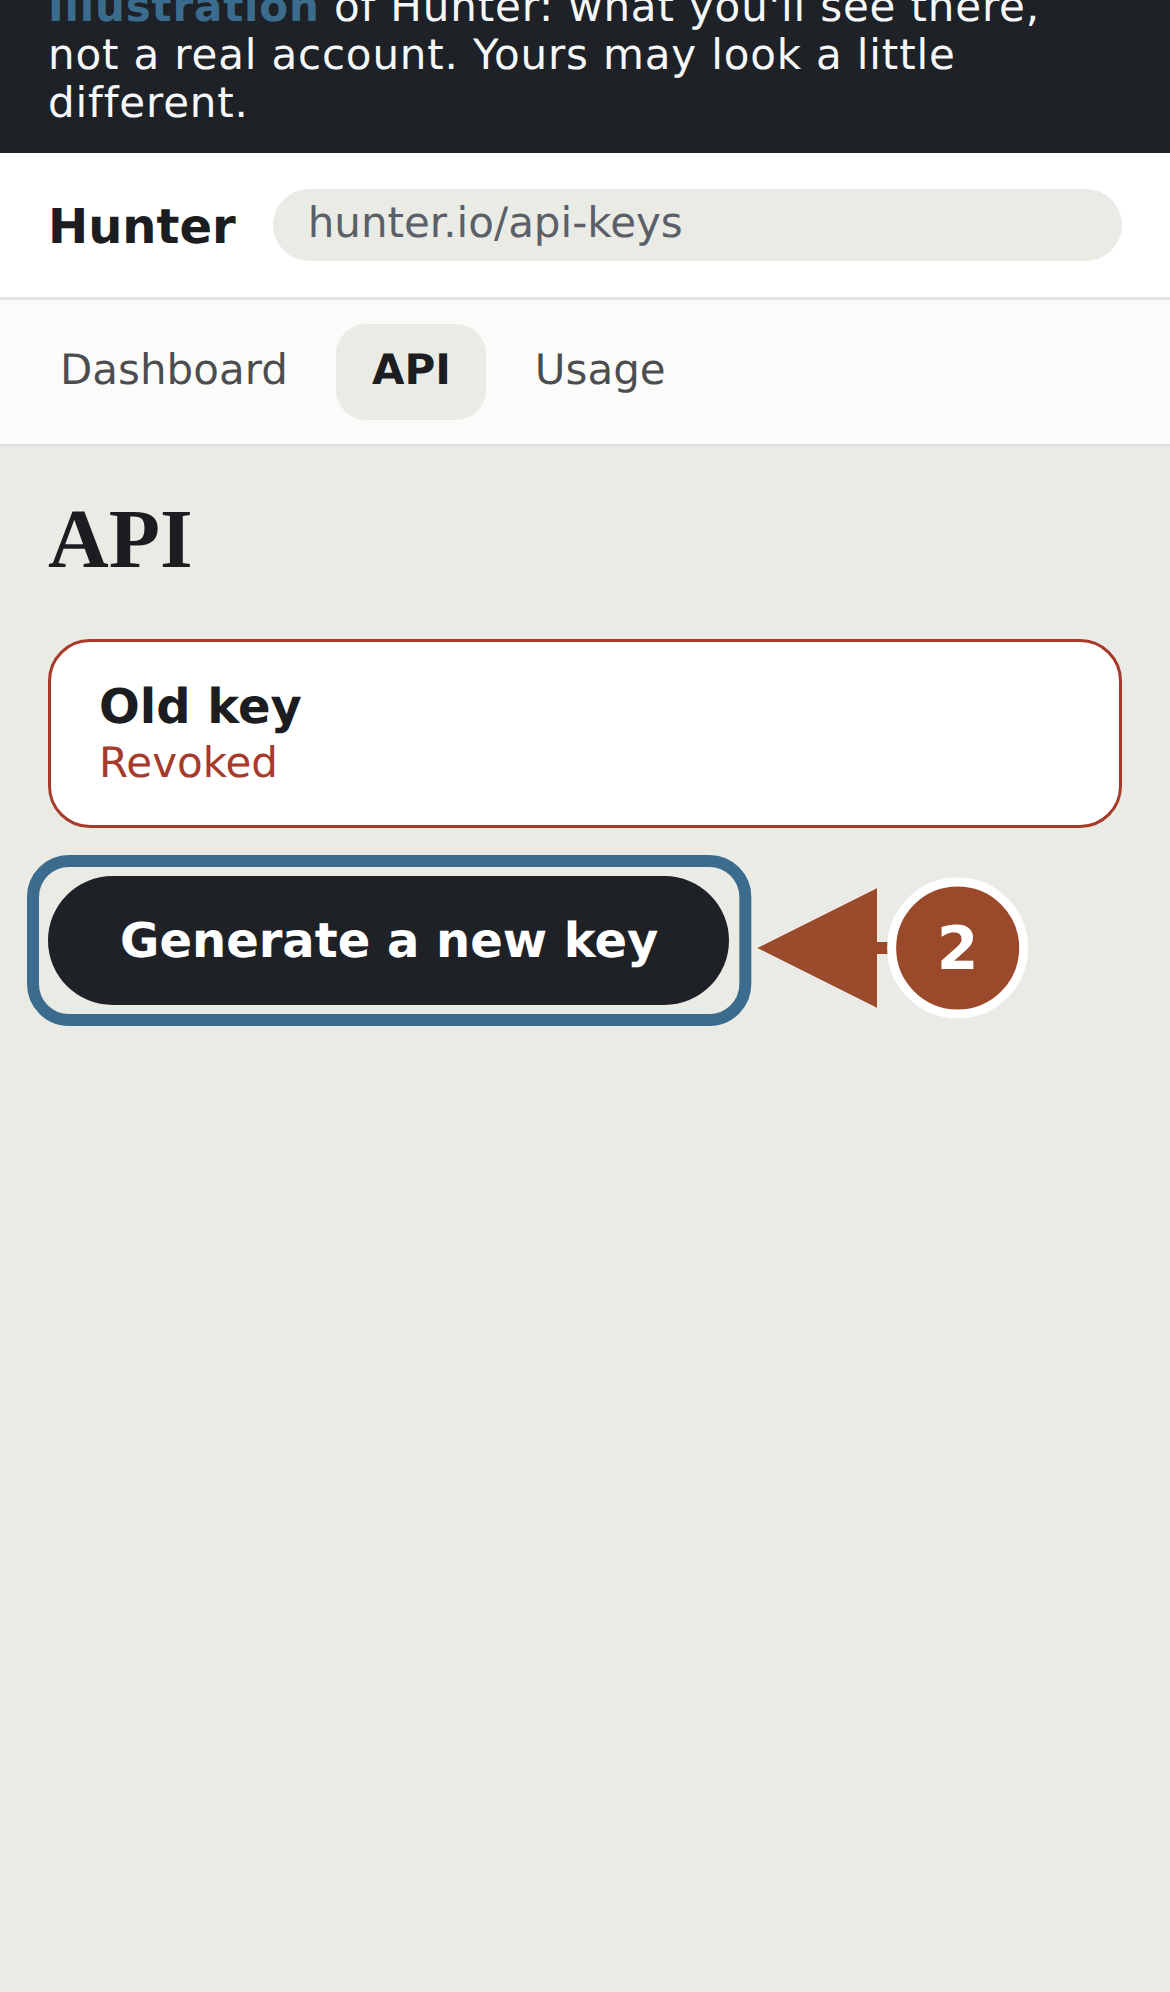 Illustration of Hunter: what you'll see there,
not a real account. Yours may look a little
different.
Hunter
hunter.io/api-keys
Dashboard API Usage
API
Old key
Revoked
Generate a new key
2